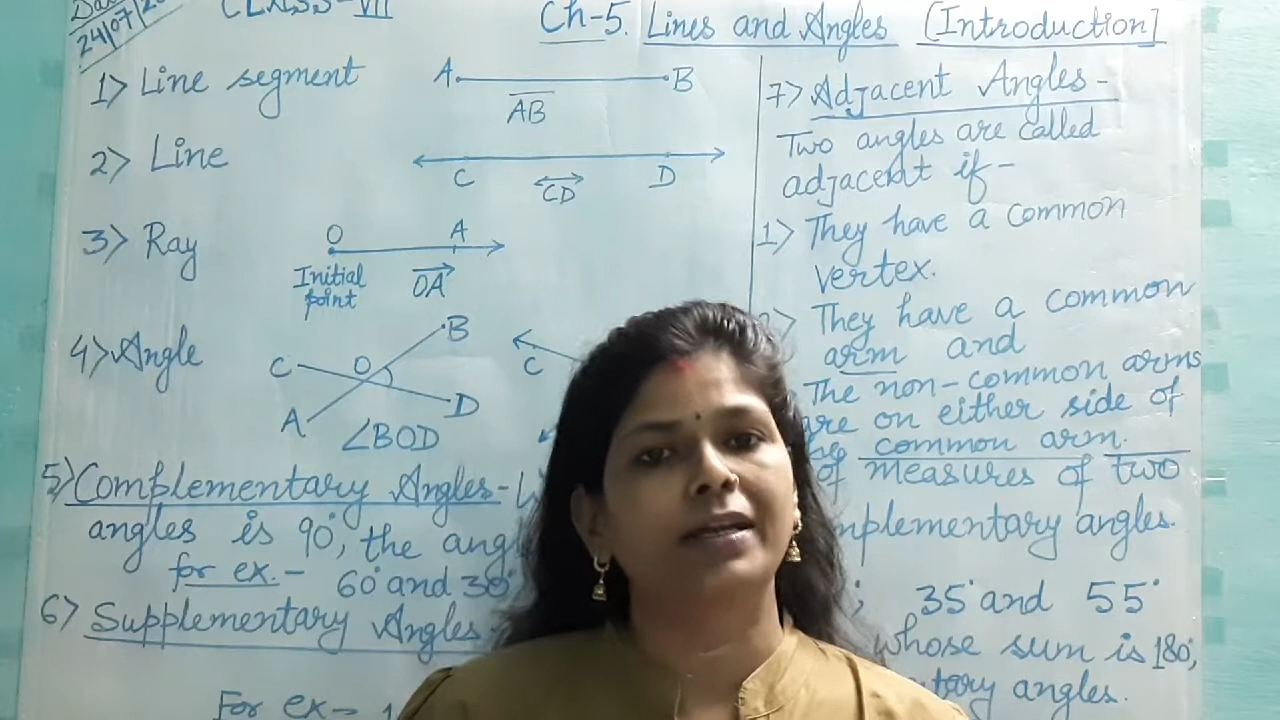 24/07/20
CLASS-VII
Ch-5. Lines and Angles (Introduction)
1) Line segment
A B
AB
2) Line
C D
CD
3) Ray
O A
Initial
point
OA
4) Angle
C O B
A D
∠BOD
C
5) Complementary Angles-
of measures of two
angles is 90°, the
complementary angles.
for ex.- 60° and 30°
; 35° and 55°
6) Supplementary Angles-
whose sum is 180°,
angles.
For ex-
7) Adjacent Angles-
Two angles are called
adjacent if-
1) They have a common
vertex.
They have a common
arm and
The non-common arms
are on either side of
common arm.